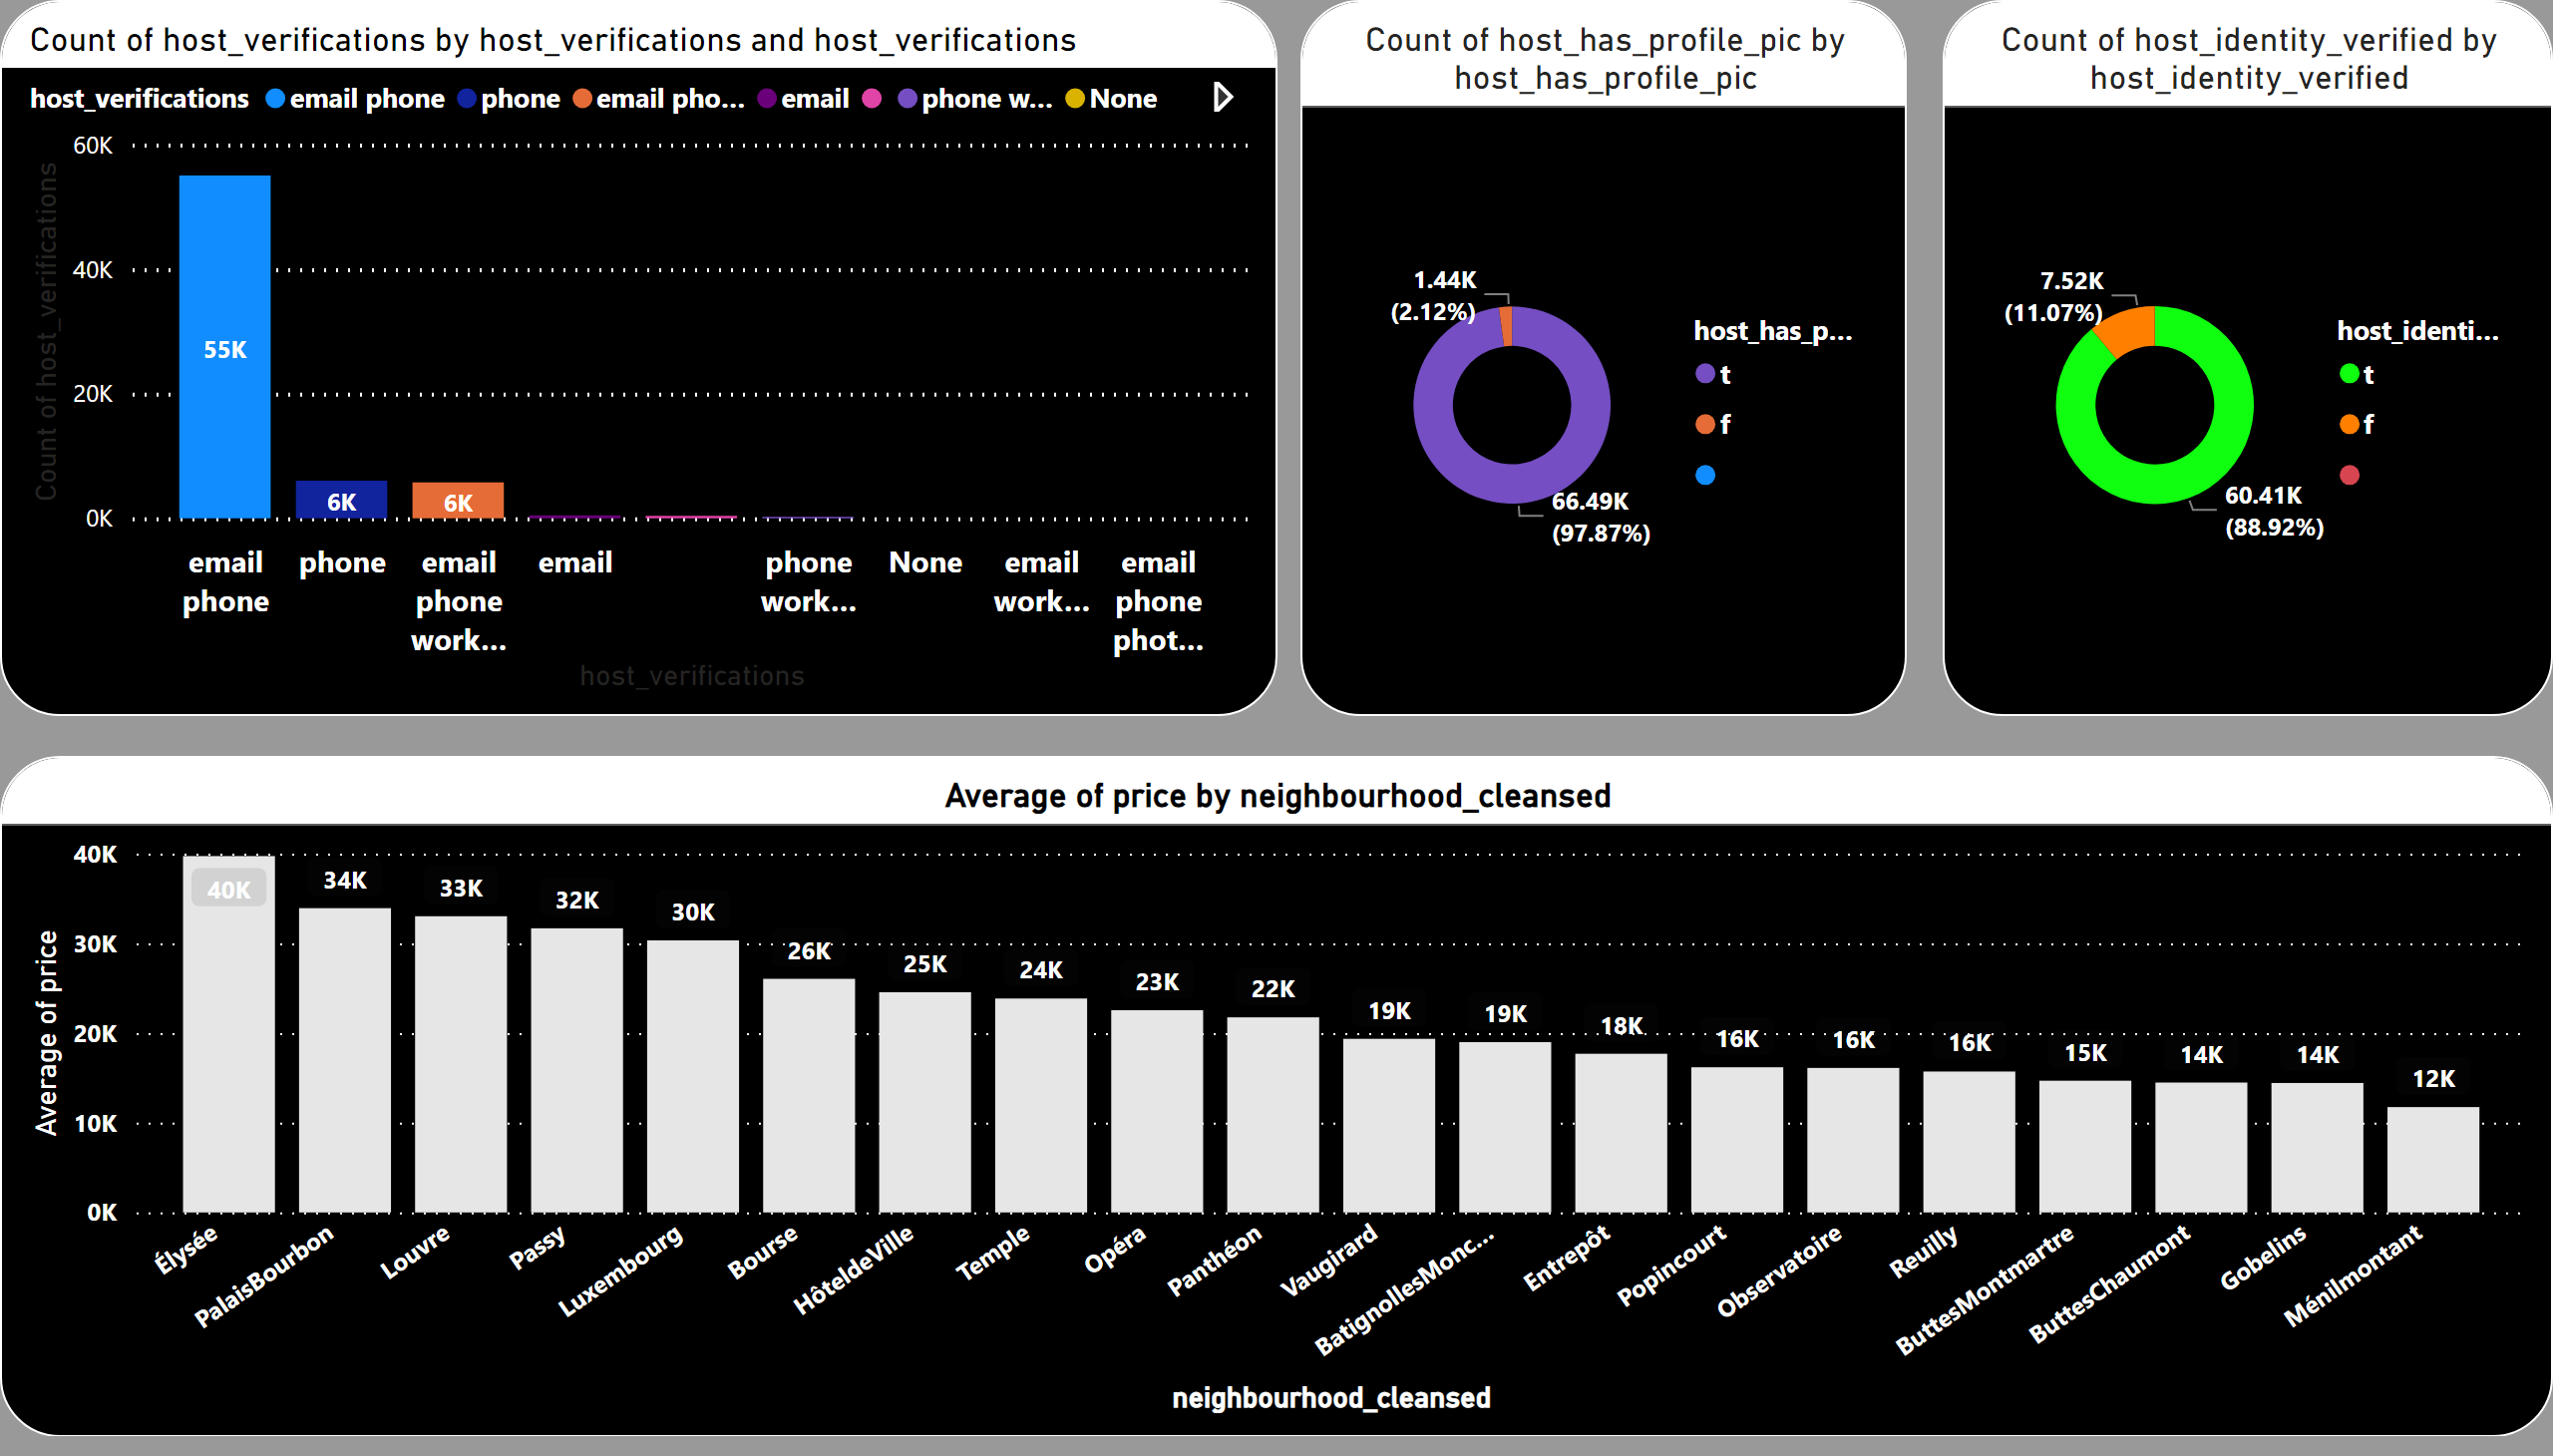 Count of host_verifications by host_verifications and host_verifications
host_verifications email phone phone email pho... email phone w... None
60K
40K
20K
0K
Count of host_verifications
55K
6K
6K
email phone
phone
email phone work...
email
phone work...
None
email work...
email phone phot...
host_verifications
Count of host_has_profile_pic by
host_has_profile_pic
1.44K
(2.12%)
66.49K
(97.87%)
host_has_p...
t
f
Count of host_identity_verified by
host_identity_verified
7.52K
(11.07%)
60.41K
(88.92%)
host_identi...
t
f
Average of price by neighbourhood_cleansed
Average of price
40K
30K
20K
10K
0K
40K
34K
33K
32K
30K
26K
25K
24K
23K
22K
19K
19K
18K
16K
16K
16K
15K
14K
14K
12K
Élysée
PalaisBourbon
Louvre
Passy
Luxembourg
Bourse
HôteldeVille
Temple
Opéra
Panthéon
Vaugirard
BatignollesMonc...
Entrepôt
Popincourt
Observatoire
Reuilly
ButtesMontmartre
ButtesChaumont
Gobelins
Ménilmontant
neighbourhood_cleansed